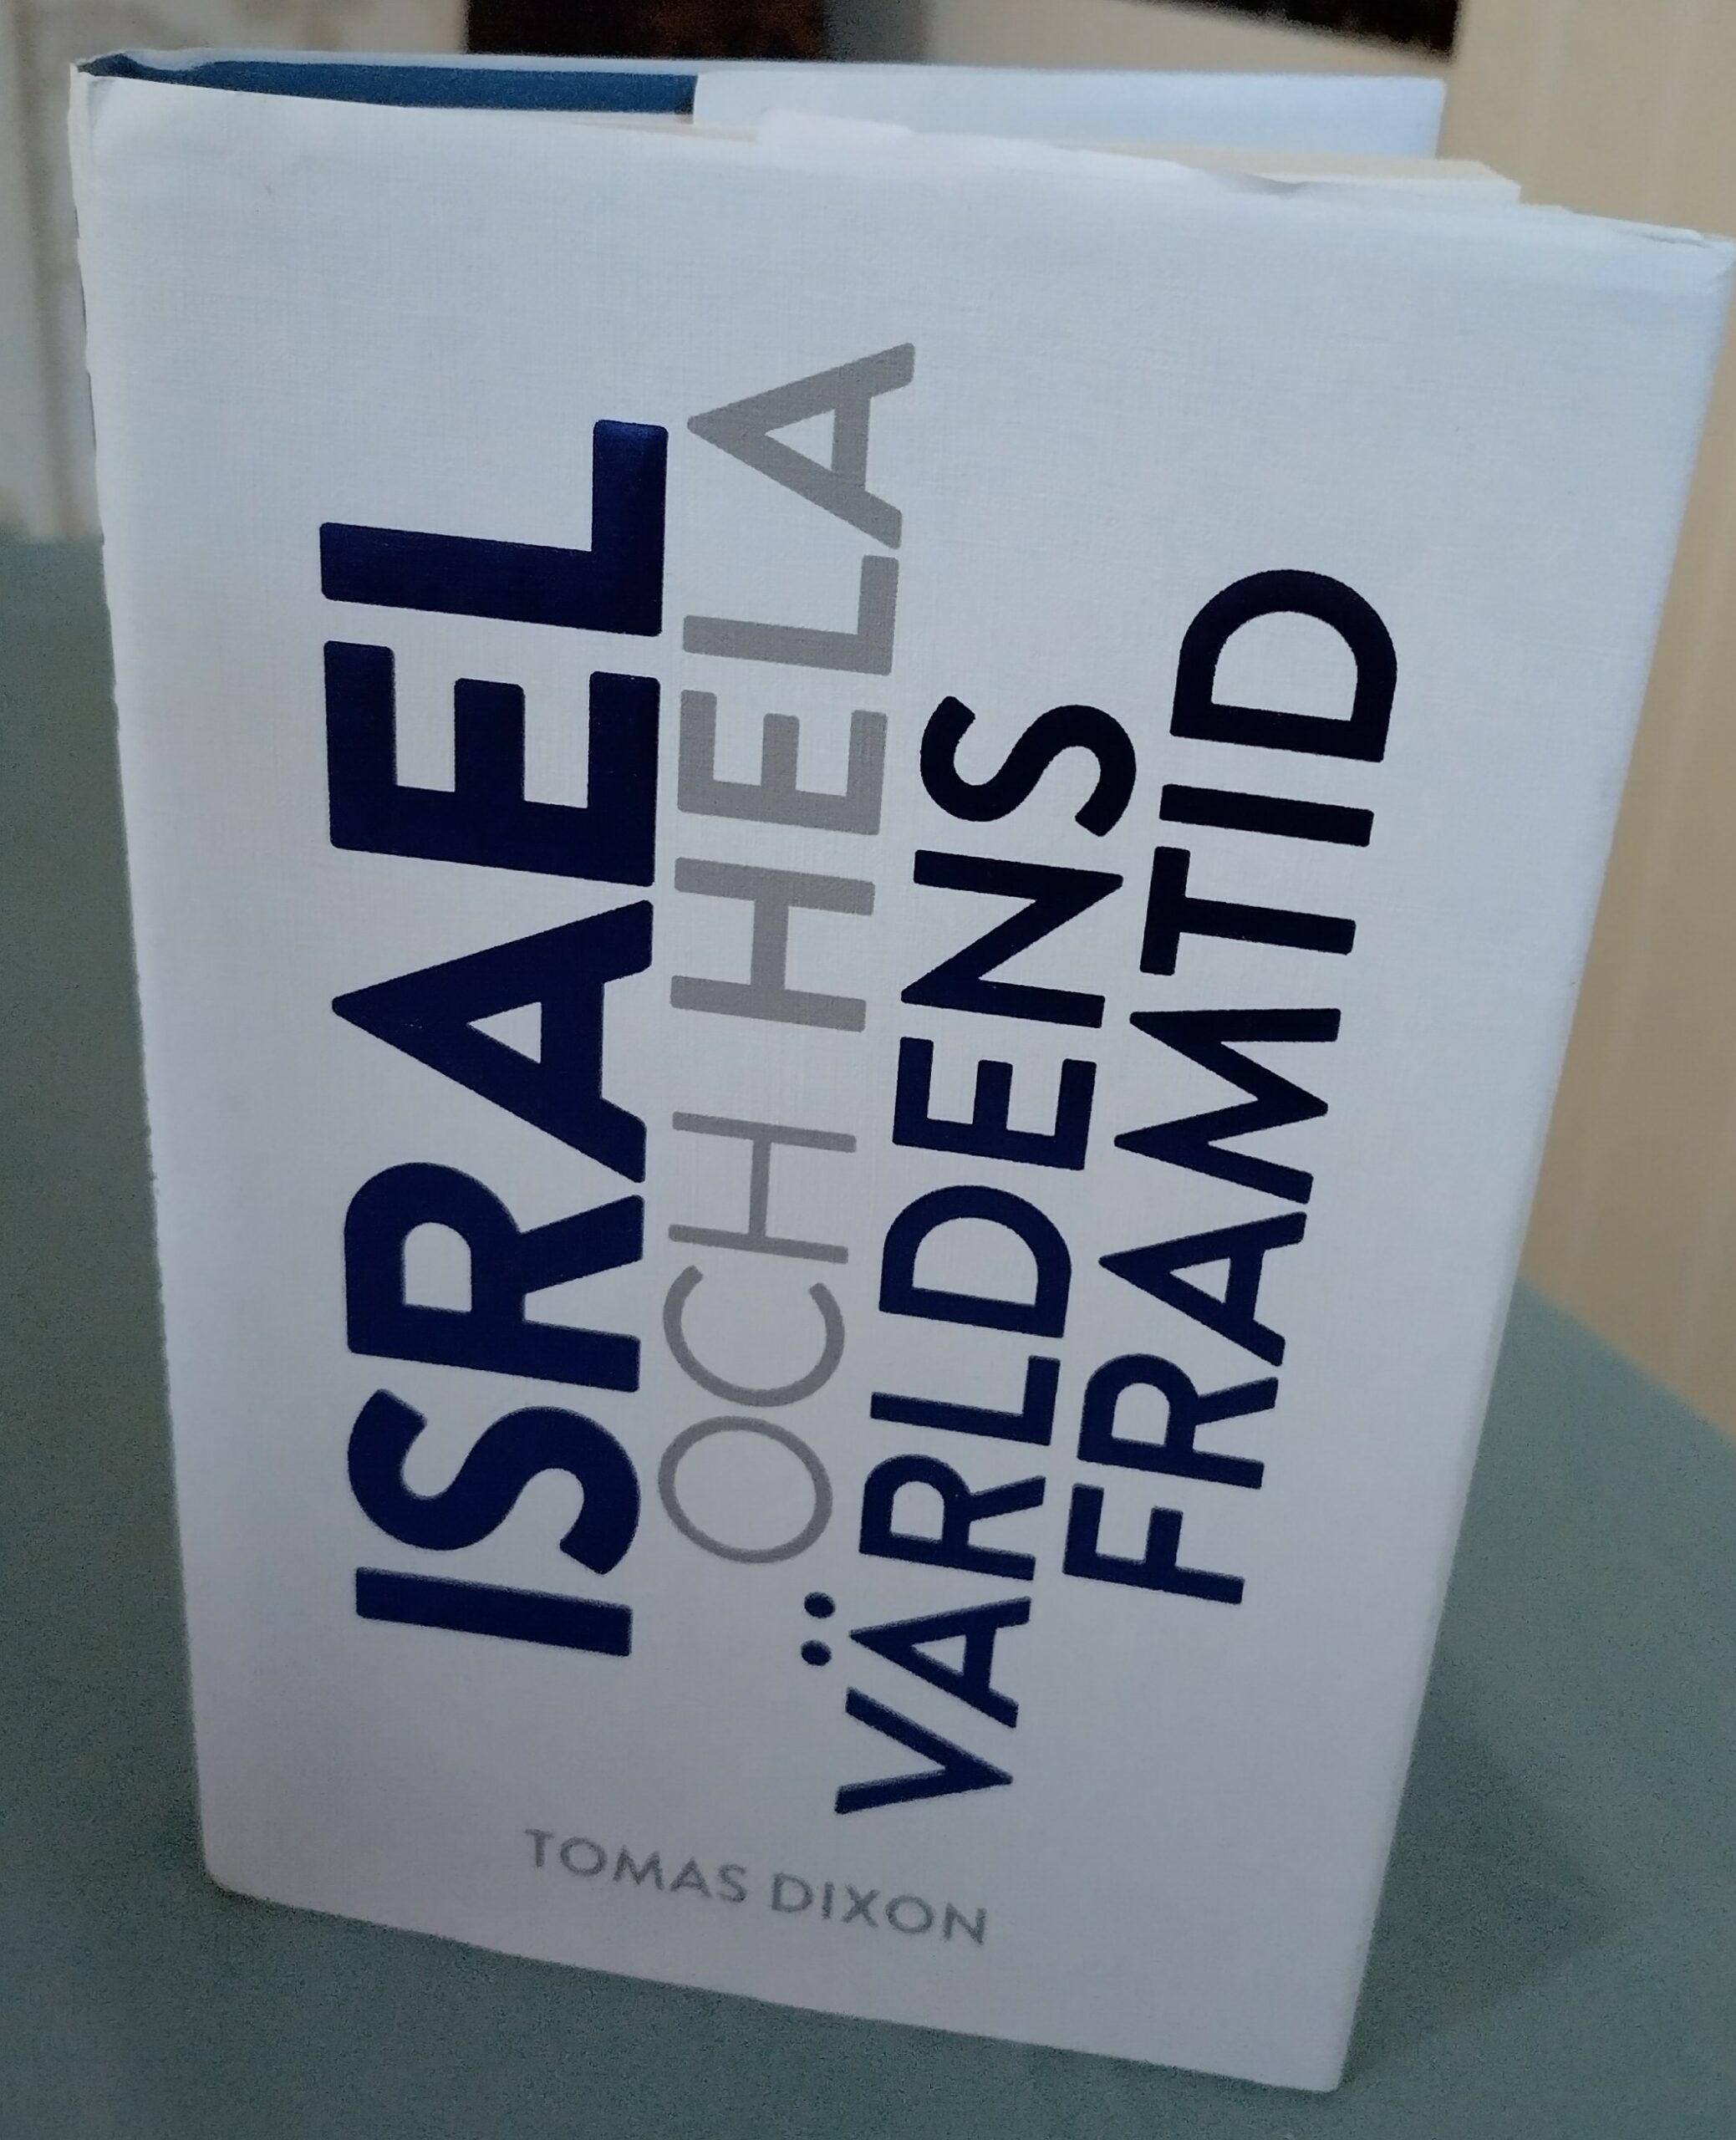 ISRAEL
OCH HELA
VÄRLDENS
FRAMTID
TOMAS DIXON